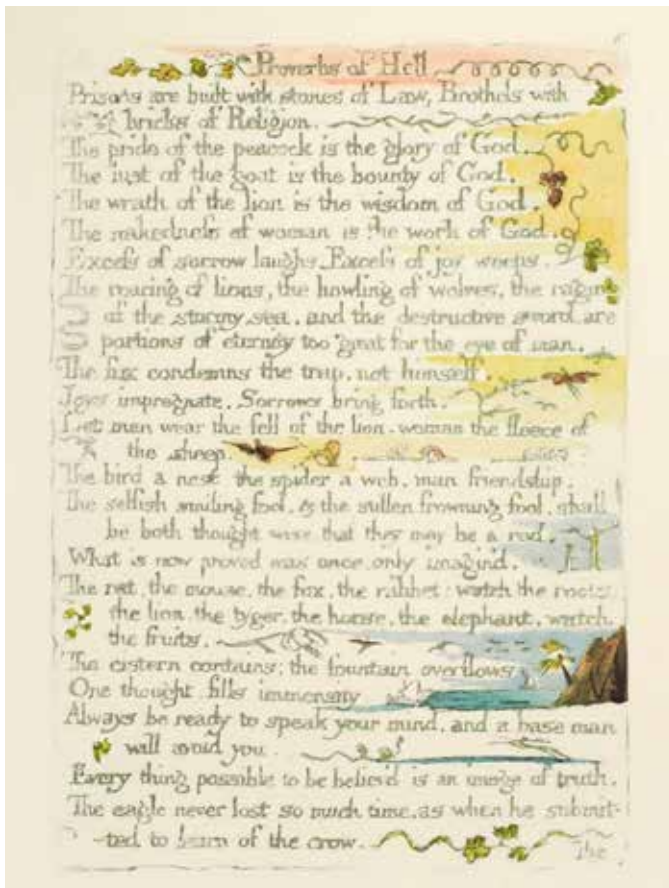 Proverbs of Hell
Prisons are built with stones of Law, Brothels with
bricks of Religion.
The pride of the peacock is the glory of God.
The lust of the goat is the bounty of God.
The wrath of the lion is the wisdom of God.
The nakedness of woman is the work of God.
Excess of sorrow laughs. Excess of joy weeps.
The roaring of lions, the howling of wolves, the raging
of the stormy sea, and the destructive sword, are
portions of eternity too great for the eye of man.
The fox condemns the trap, not himself.
Joys impregnate. Sorrows bring forth.
Let man wear the fell of the lion, woman the fleece of
the sheep.
The bird a nest, the spider a web, man friendship.
The selfish smiling fool, & the sullen frowning fool, shall
be both thought wise, that they may be a rod.
What is now proved was once, only imagin'd.
The rat, the mouse, the fox, the rabbet: watch the roots;
the lion, the tyger, the horse, the elephant, watch
the fruits.
The cistern contains; the fountain overflows
One thought, fills immensity
Always be ready to speak your mind, and a base man
will avoid you.
Every thing possible to be believ'd is an image of truth.
The eagle never lost so much time, as when he submit-
-ted to learn of the crow.
The